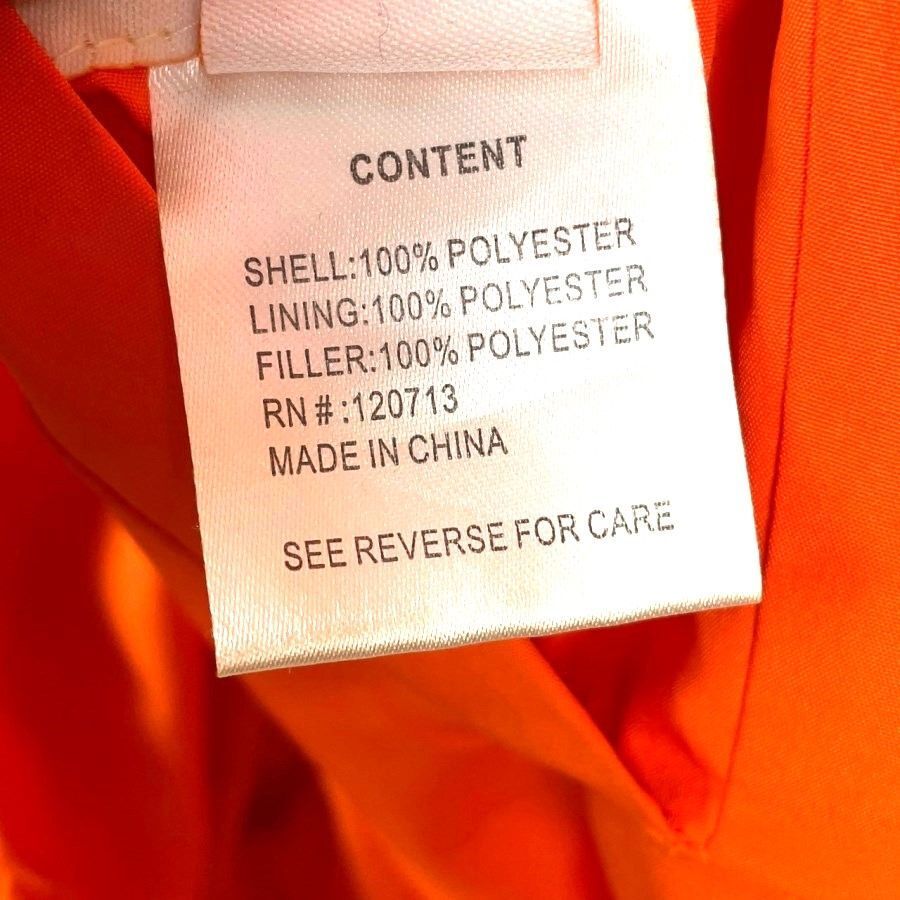 CONTENT
SHELL:100% POLYESTER
LINING:100% POLYESTER
FILLER:100% POLYESTER
RN#:120713
MADE IN CHINA
SEE REVERSE FOR CARE